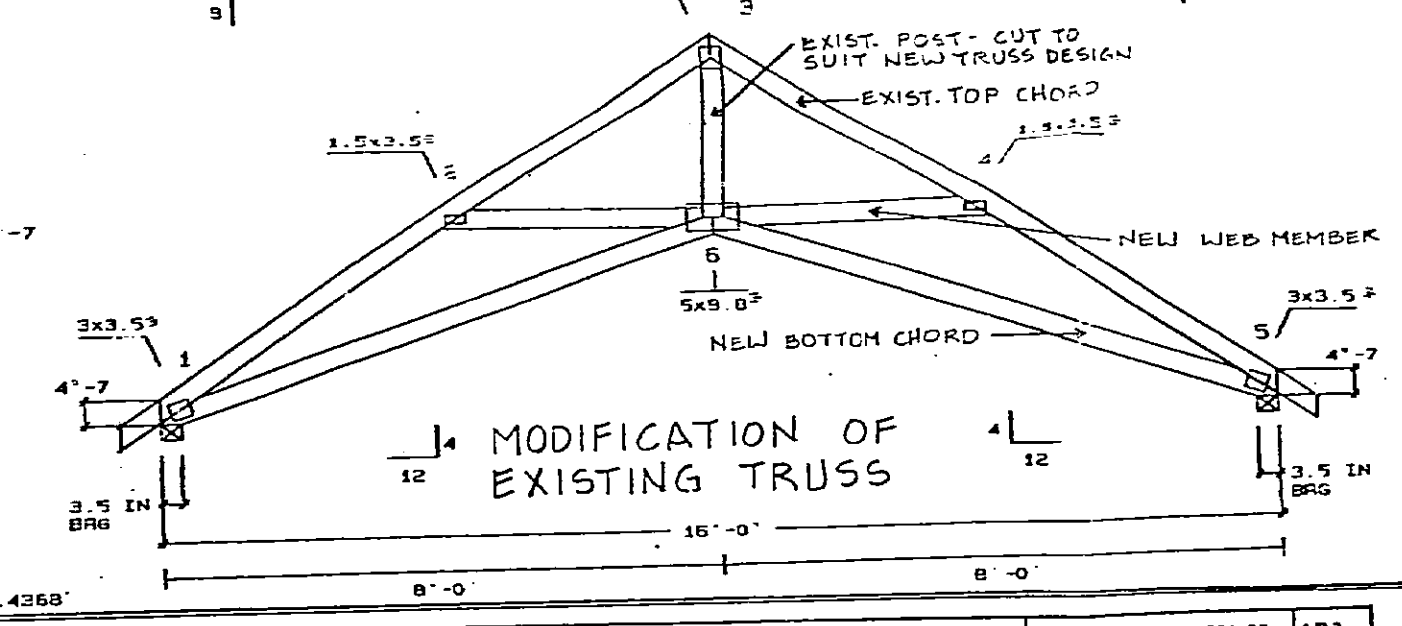 9
3
EXIST. POST - CUT TO
SUIT NEW TRUSS DESIGN
EXIST. TOP CHORD
1.5x3.5
4
-7
NEW WEB MEMBER
6
5x9.8
3x3.5
3x3.5
NEW BOTTOM CHORD
1
5
4"-7
4"-7
MODIFICATION OF
EXISTING TRUSS
4
12
4
12
3.5 IN
BRG
3.5 IN
BRG
16'-0"
8'-0"
8'-0"
.4368'